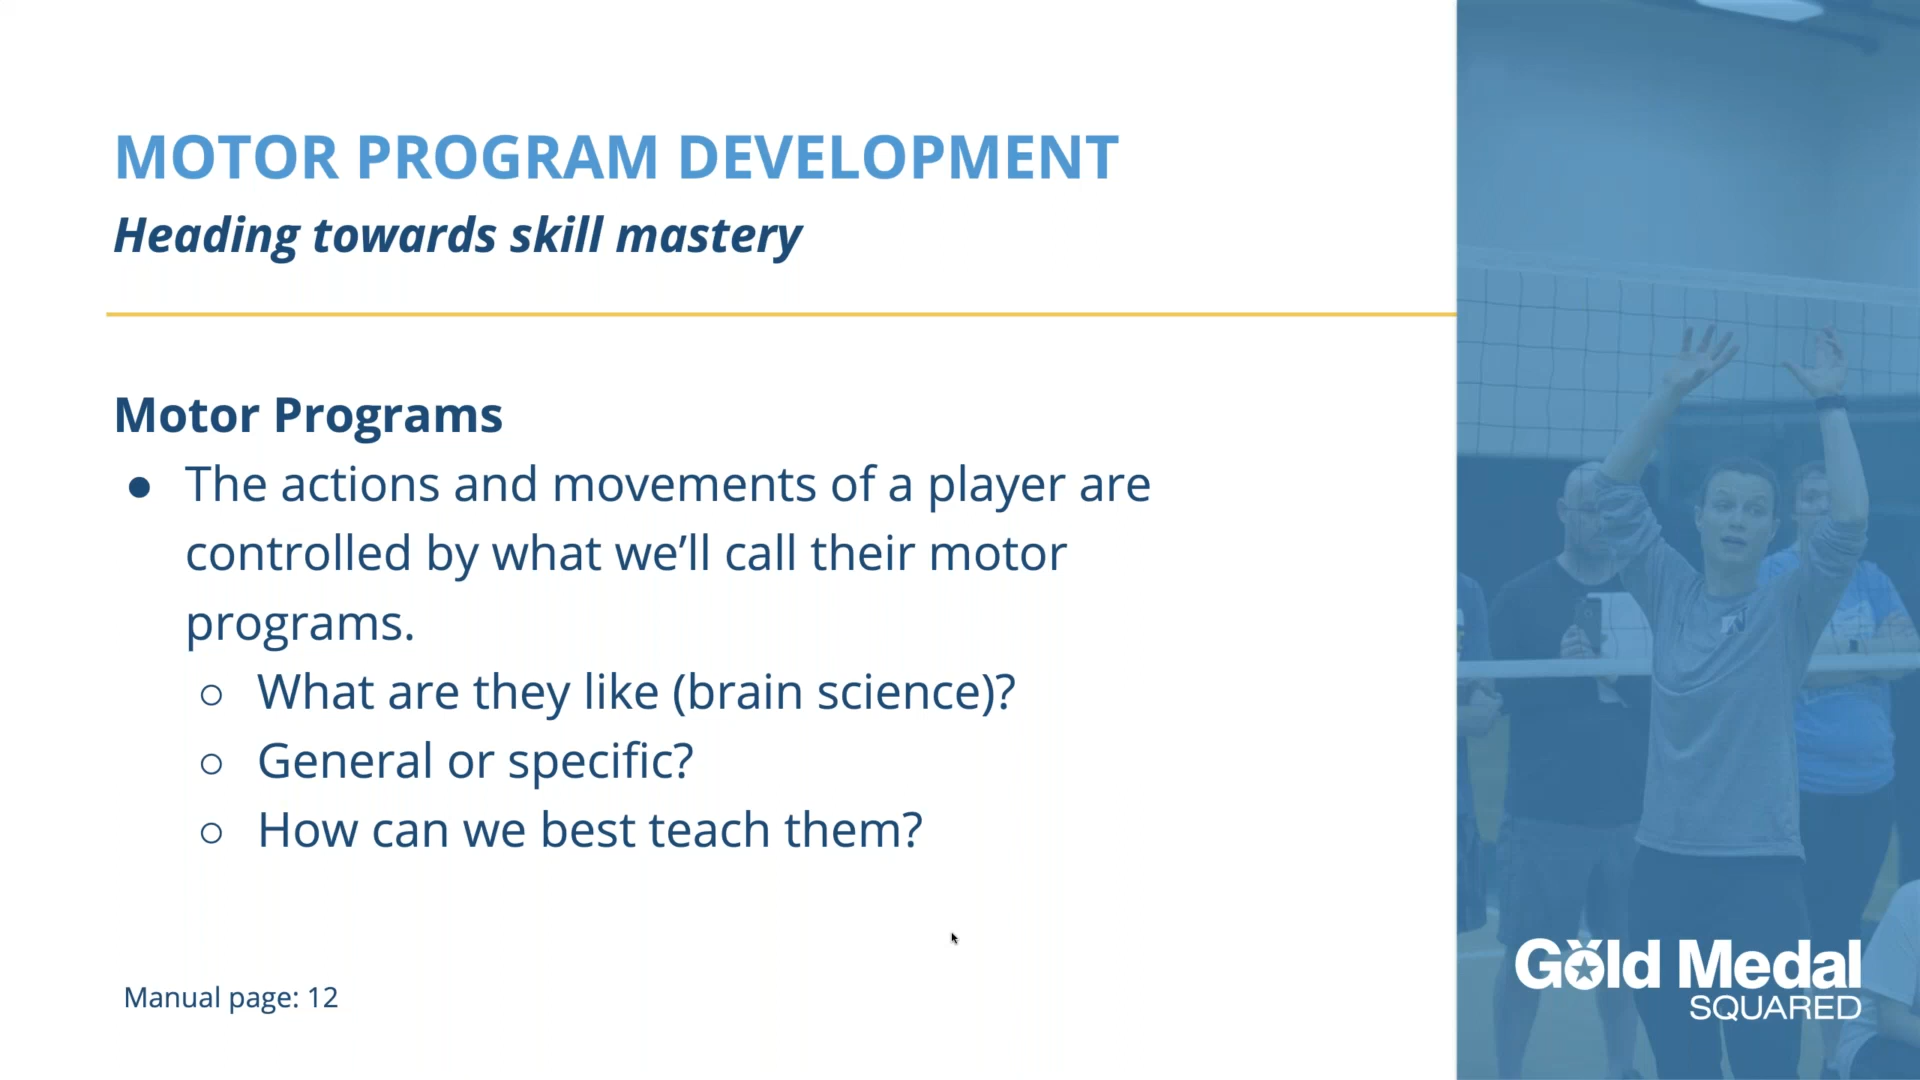 MOTOR PROGRAM DEVELOPMENT
Heading towards skill mastery
Motor Programs
● The actions and movements of a player are
controlled by what we’ll call their motor
programs.
○ What are they like (brain science)?
○ General or specific?
○ How can we best teach them?
Manual page: 12
Gold Medal
SQUARED